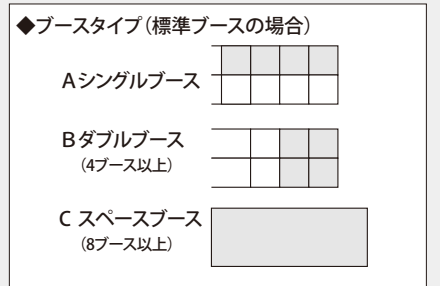 ◆ブースタイプ（標準ブースの場合）
Aシングルブース
Bダブルブース
（4ブース以上）
C スペースブース
（8ブース以上）